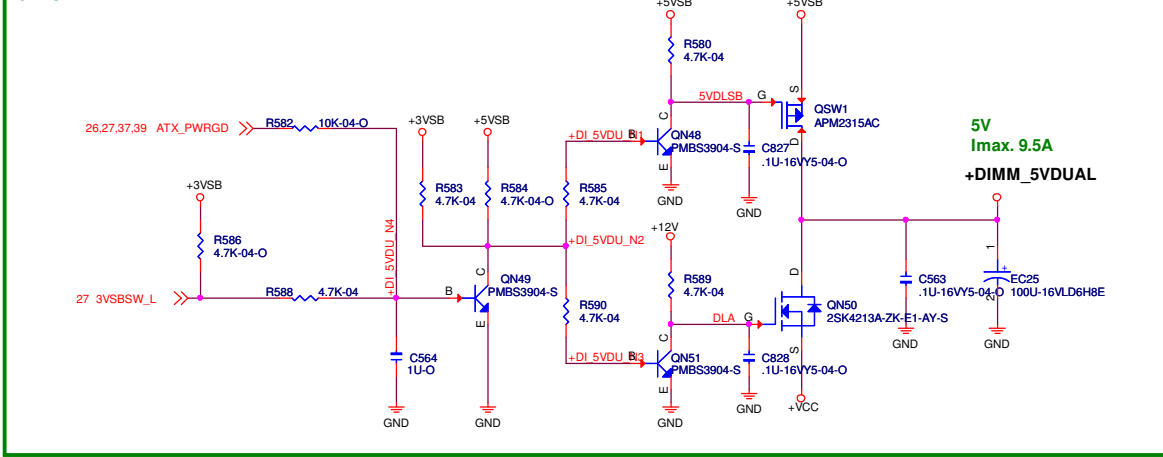 +5VSB
+5VSB
R580
4.7K-04
5VDLSB
G
S
D
QSW1
APM2315AC
26,27,37,39 ATX_PWRGD
R582
10K-04-O
+3VSB
+5VSB
+DI_5VDU_N1
B
C
E
QN48
PMBS3904-S
C827
.1U-16VY5-04-O
GND
GND
5V
Imax. 9.5A
+DIMM_5VDUAL
+3VSB
R586
4.7K-04-O
R583
4.7K-04
R584
4.7K-04-O
R585
4.7K-04
+DI_5VDU_N4
+DI_5VDU_N2
+12V
R589
4.7K-04
27 3VSBSW_L
R588
4.7K-04
B
C
E
QN49
PMBS3904-S
R590
4.7K-04
DLA
G
D
S
QN50
2SK4213A-ZK-E1-AY-S
C563
.1U-16VY5-04-O
1
+
2
EC25
100U-16VLD6H8E
GND
GND
C564
1U-O
+DI_5VDU_N3
B
C
E
QN51
PMBS3904-S
C828
.1U-16VY5-04-O
+VCC
GND
GND
GND
GND